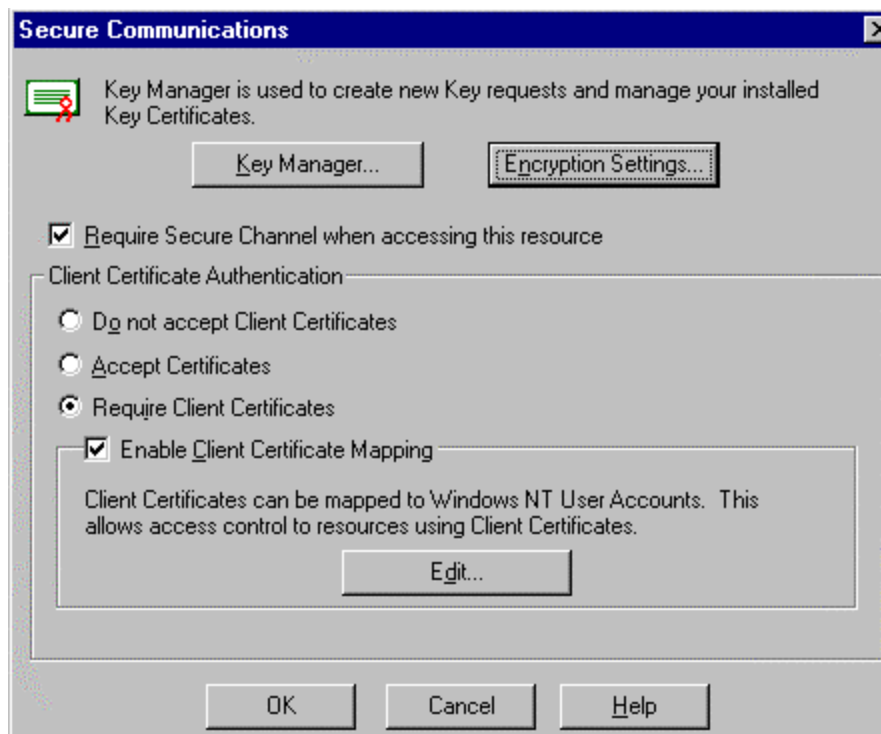 Secure Communications
Key Manager is used to create new Key requests and manage your installed
Key Certificates.
Key Manager...
Encryption Settings...
Require Secure Channel when accessing this resource
Client Certificate Authentication
Do not accept Client Certificates
Accept Certificates
Require Client Certificates
Enable Client Certificate Mapping
Client Certificates can be mapped to Windows NT User Accounts.  This
allows access control to resources using Client Certificates.
Edit...
OK
Cancel
Help